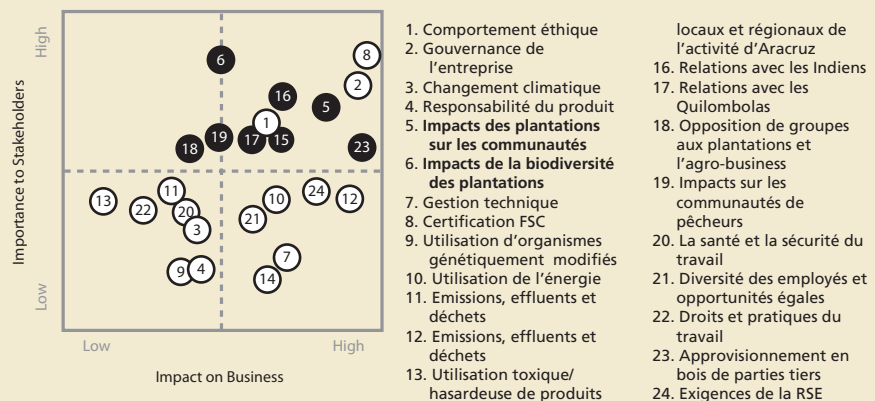 High
Importance to Stakeholders
Low
6
8
2
16
5
1
18
19
17
15
23
13
11
22
20
3
21
10
24
12
9
4
7
14
Low
High
Impact on Business
1. Comportement éthique
2. Gouvernance de
l'entreprise
3. Changement climatique
4. Responsabilité du produit
5. Impacts des plantations
sur les communautés
6. Impacts de la biodiversité
des plantations
7. Gestion technique
8. Certification FSC
9. Utilisation d'organismes
génétiquement modifiés
10. Utilisation de l'énergie
11. Emissions, effluents et
déchets
12. Emissions, effluents et
déchets
13. Utilisation toxique/
hasardeuse de produits
locaux et régionaux de
l'activité d'Aracruz
16. Relations avec les Indiens
17. Relations avec les
Quilombolas
18. Opposition de groupes
aux plantations et
l'agro-business
19. Impacts sur les
communautés de
pêcheurs
20. La santé et la sécurité du
travail
21. Diversité des employés et
opportunités égales
22. Droits et pratiques du
travail
23. Approvisionnement en
bois de parties tiers
24. Exigences de la RSE